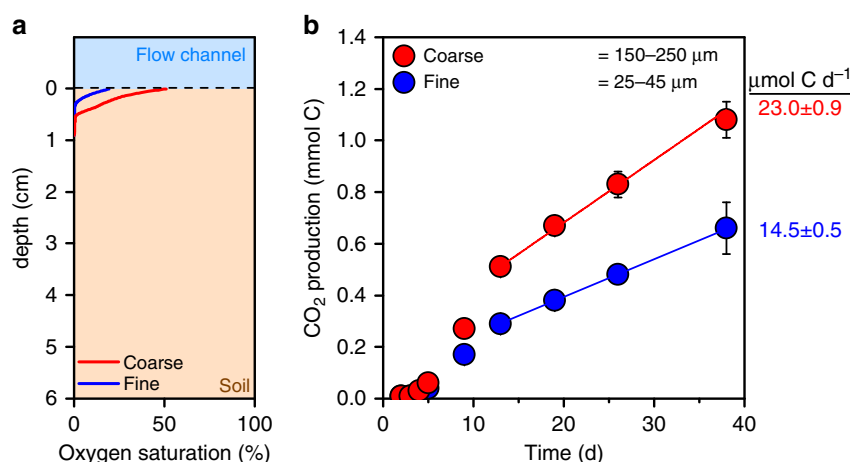 a
Flow channel
0
1
2
3
4
5
6
depth (cm)
Coarse
Fine
Soil
0
50
100
Oxygen saturation (%)
b
1.4
1.2
1.0
0.8
0.6
0.4
0.2
0.0
CO₂ production (mmol C)
Coarse = 150–250 μm
Fine = 25–45 μm
μmol C d⁻¹
23.0±0.9
14.5±0.5
0
10
20
30
40
Time (d)